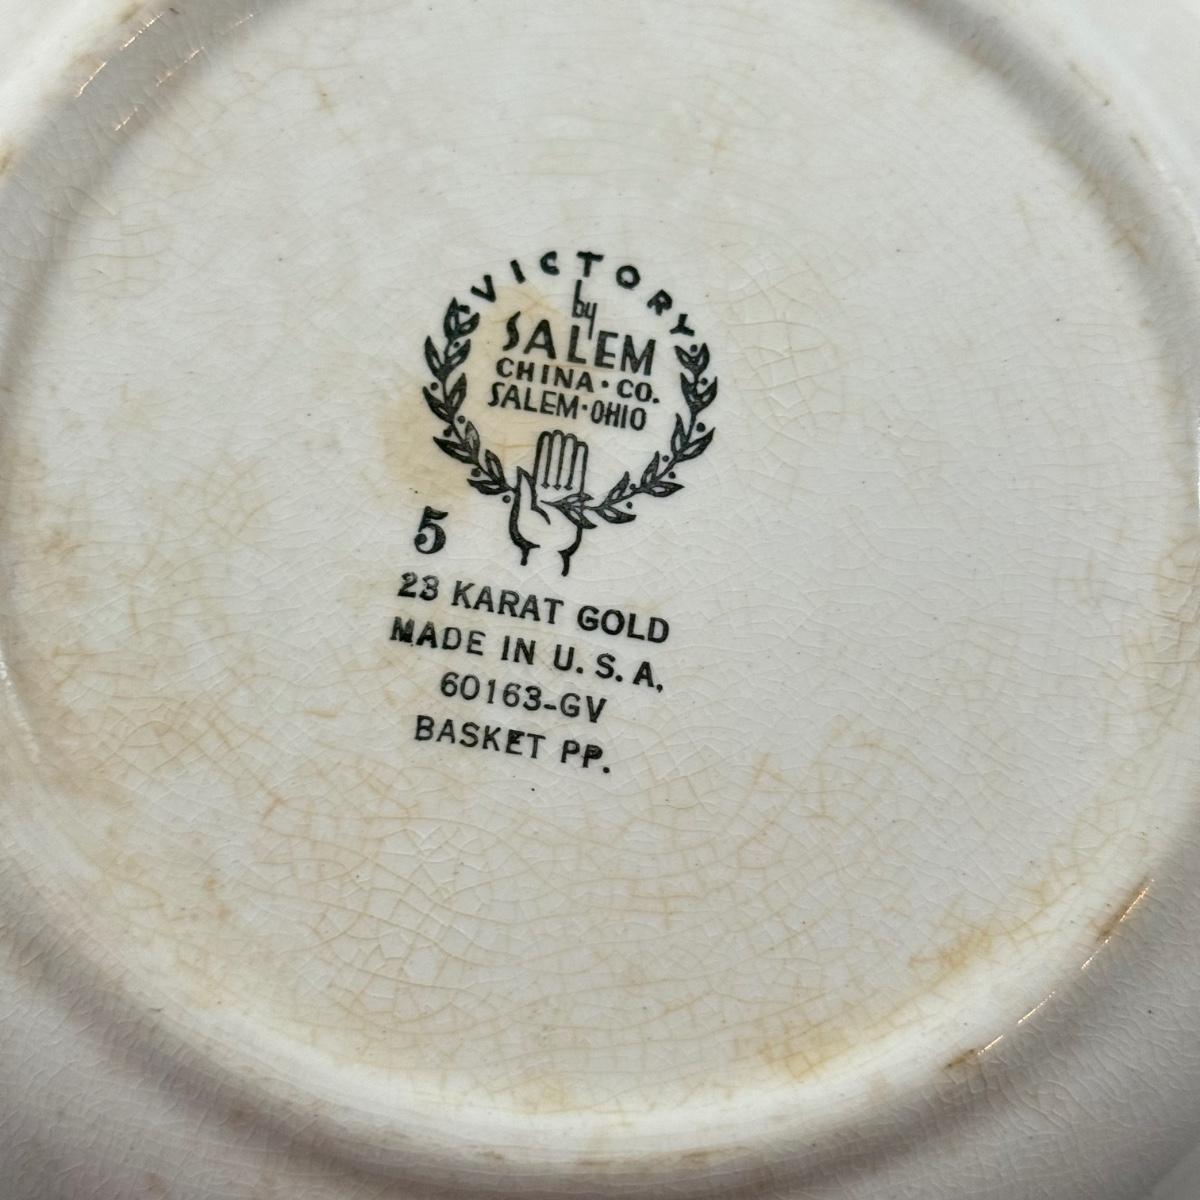 VICTORY
by
SALEM
CHINA · CO.
SALEM · OHIO
5
23 KARAT GOLD
MADE IN U. S. A.
60163-GV
BASKET PP.